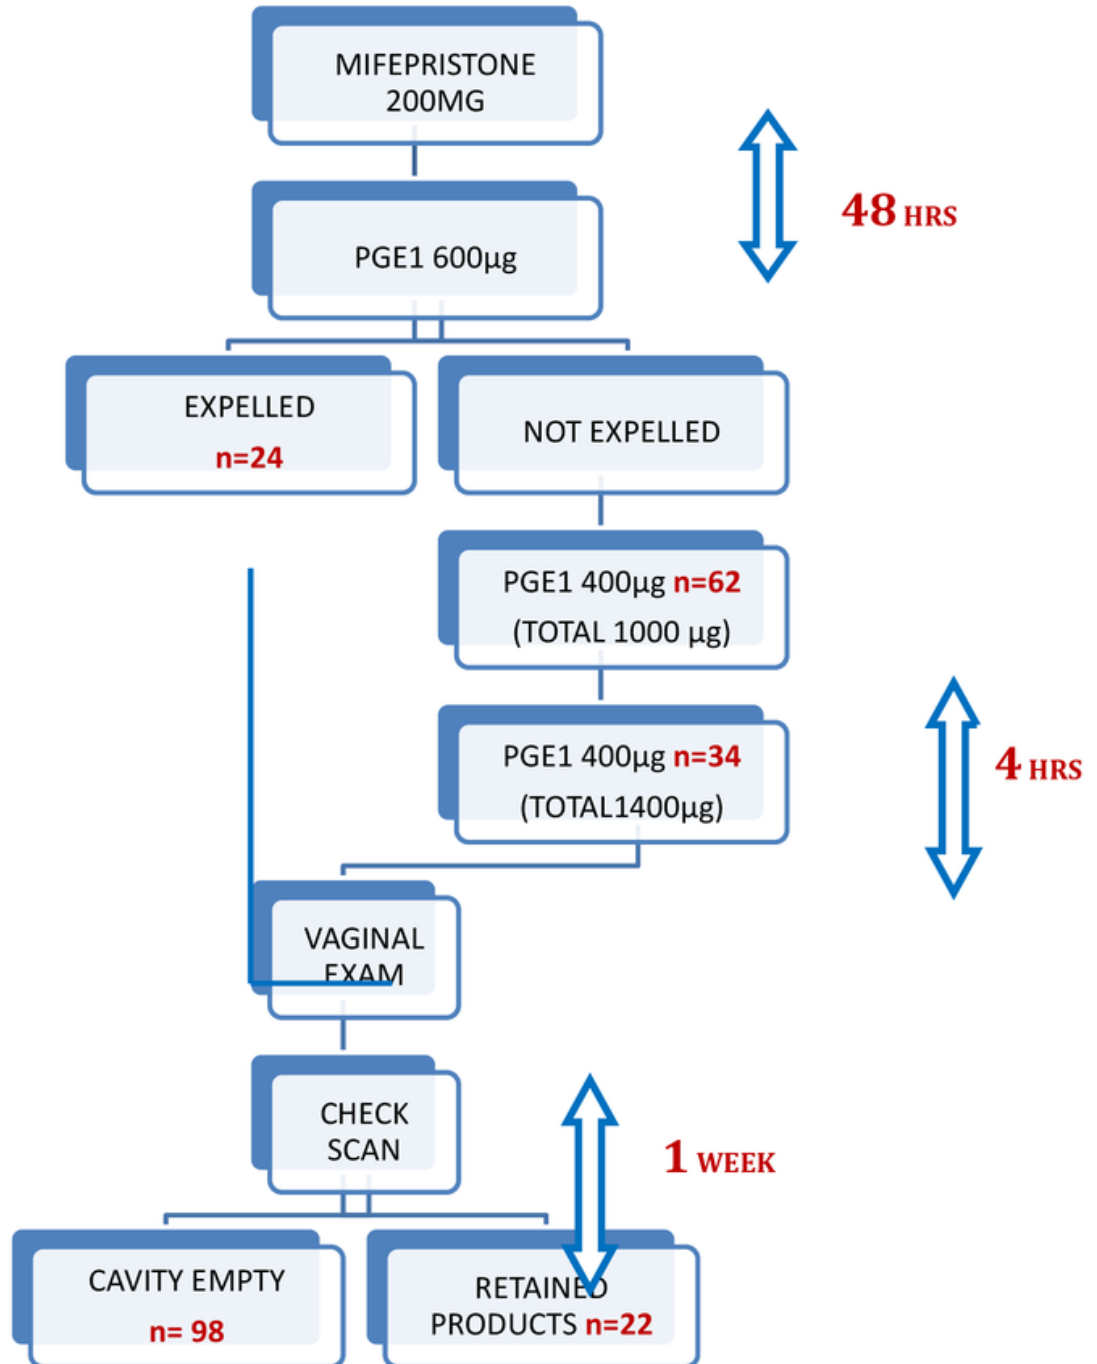 MIFEPRISTONE
200MG
48 HRS
PGE1 600µg
EXPELLED
n=24
NOT EXPELLED
PGE1 400µg n=62
(TOTAL 1000 µg)
PGE1 400µg n=34
(TOTAL1400µg)
4 HRS
VAGINAL
EXAM
CHECK
SCAN
1 WEEK
CAVITY EMPTY
n= 98
RETAINED
PRODUCTS n=22